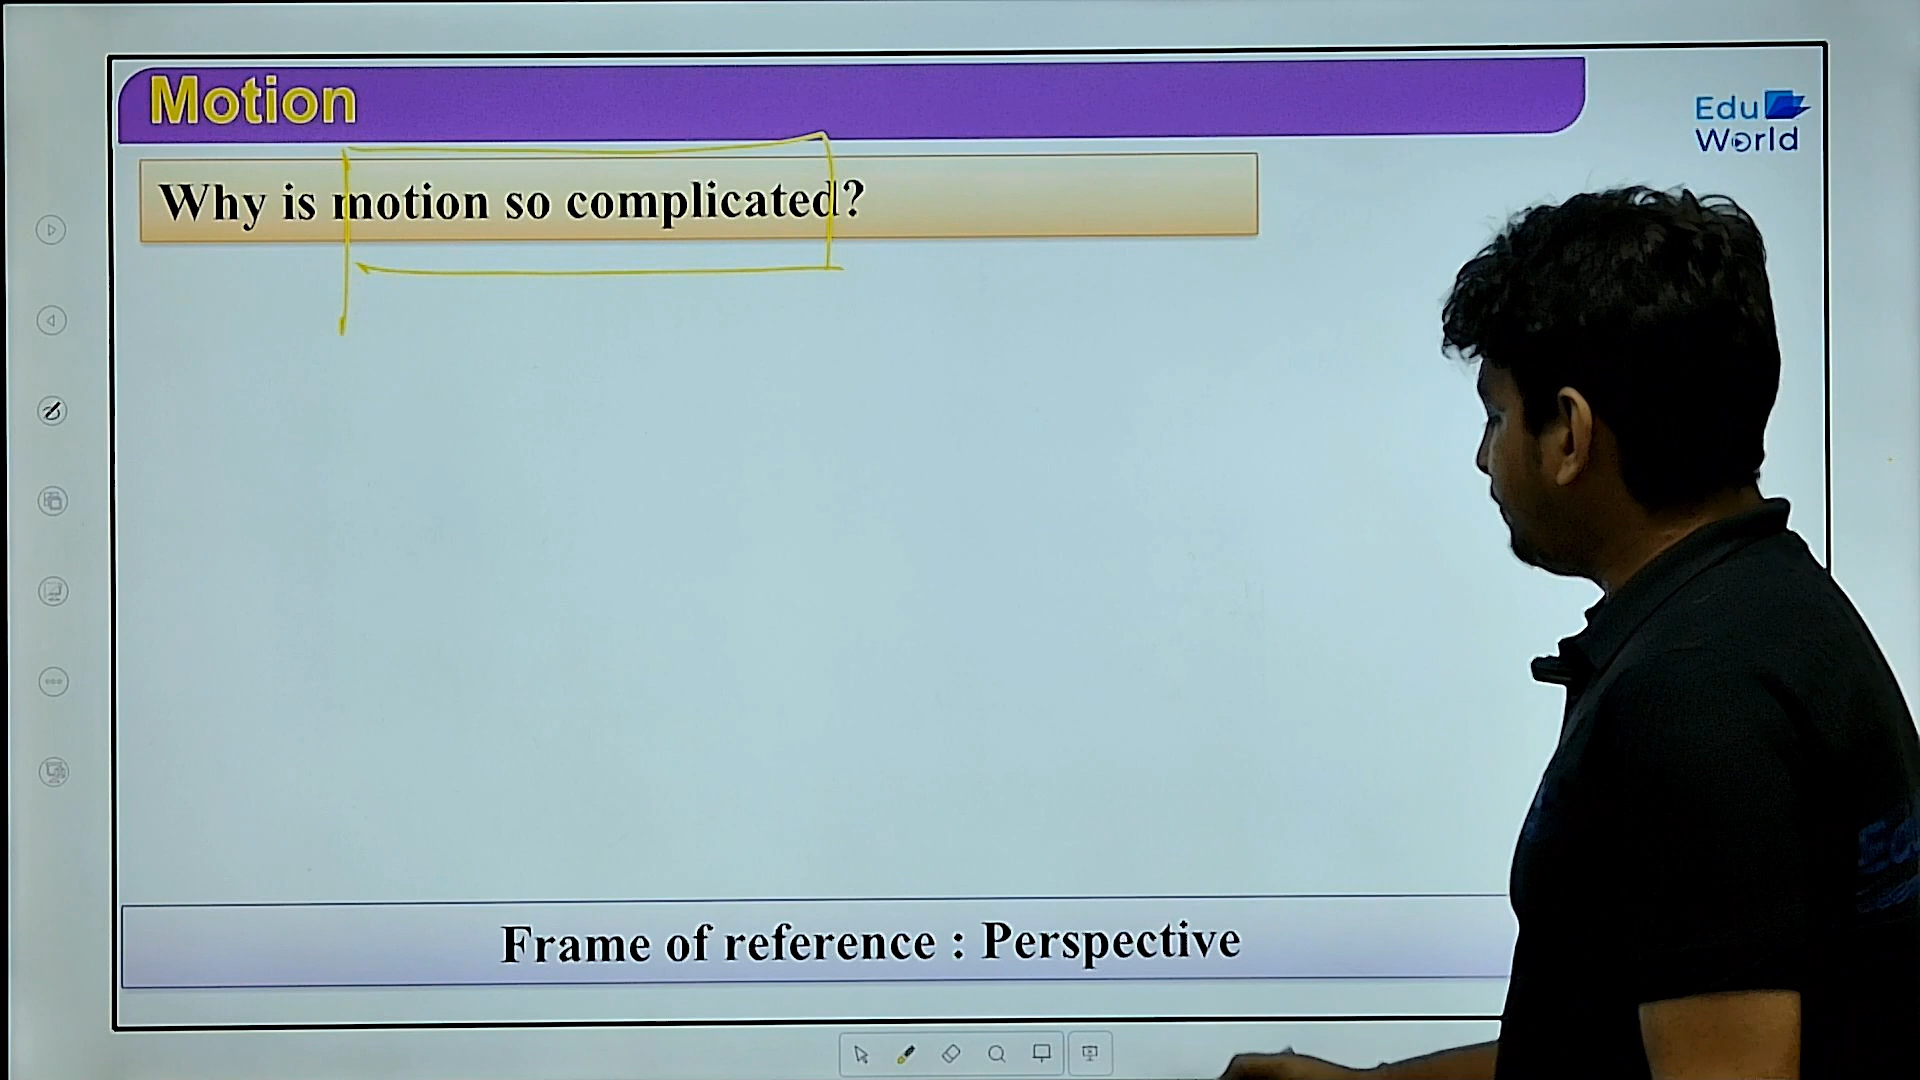 Motion
Edu
World
Why is motion so complicated?
Frame of reference : Perspective